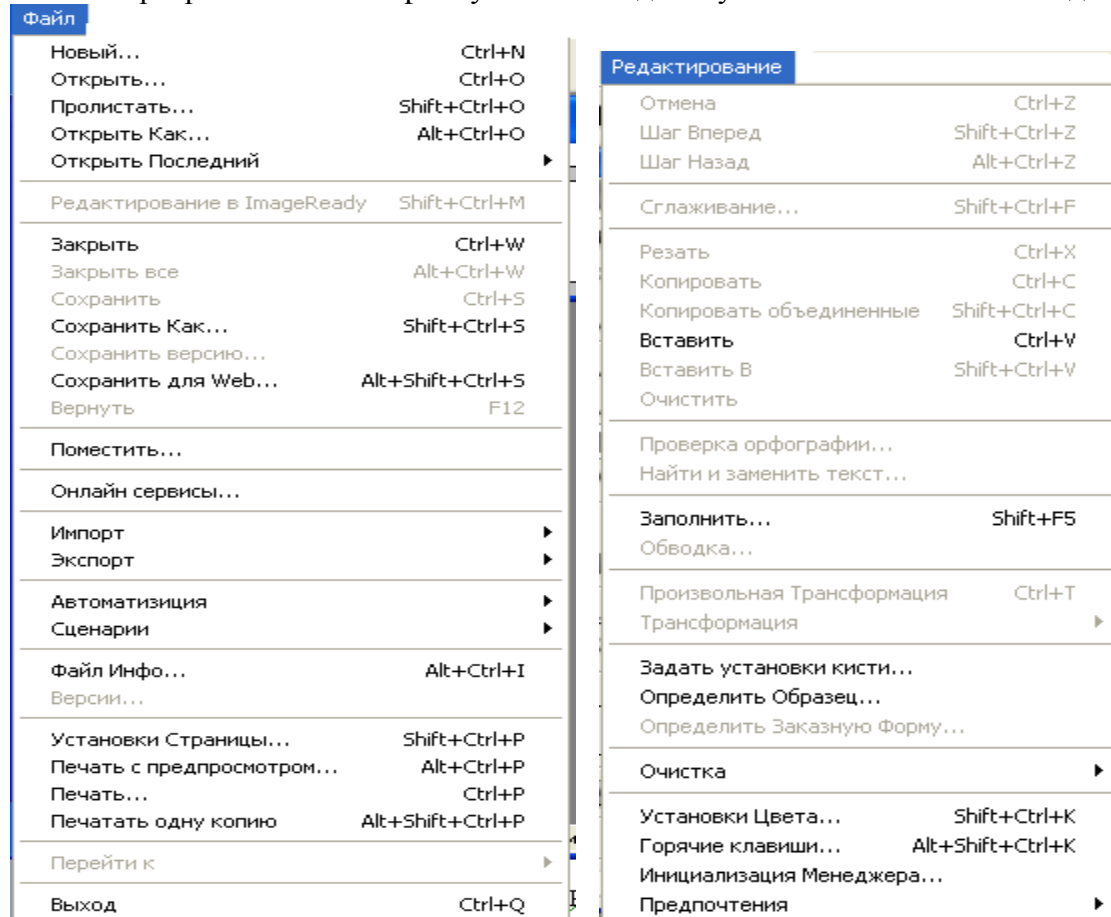 Файл
Новый... Ctrl+N
Открыть... Ctrl+O
Пролистать... Shift+Ctrl+O
Открыть Как... Alt+Ctrl+O
Открыть Последний
Редактирование в ImageReady Shift+Ctrl+M
Закрыть Ctrl+W
Закрыть все Alt+Ctrl+W
Сохранить Ctrl+S
Сохранить Как... Shift+Ctrl+S
Сохранить версию...
Сохранить для Web... Alt+Shift+Ctrl+S
Вернуть F12
Поместить...
Онлайн сервисы...
Импорт
Экспорт
Автоматизиция
Сценарии
Файл Инфо... Alt+Ctrl+I
Версии...
Установки Страницы... Shift+Ctrl+P
Печать с предпросмотром... Alt+Ctrl+P
Печать... Ctrl+P
Печатать одну копию Alt+Shift+Ctrl+P
Перейти к
Выход Ctrl+Q
Редактирование
Отмена Ctrl+Z
Шаг Вперед Shift+Ctrl+Z
Шаг Назад Alt+Ctrl+Z
Сглаживание... Shift+Ctrl+F
Резать Ctrl+X
Копировать Ctrl+C
Копировать объединенные Shift+Ctrl+C
Вставить Ctrl+V
Вставить В Shift+Ctrl+V
Очистить
Проверка орфографии...
Найти и заменить текст...
Заполнить... Shift+F5
Обводка...
Произвольная Трансформация Ctrl+T
Трансформация
Задать установки кисти...
Определить Образец...
Определить Заказную Форму...
Очистка
Установки Цвета... Shift+Ctrl+K
Горячие клавиши... Alt+Shift+Ctrl+K
Инициализация Менеджера...
Предпочтения